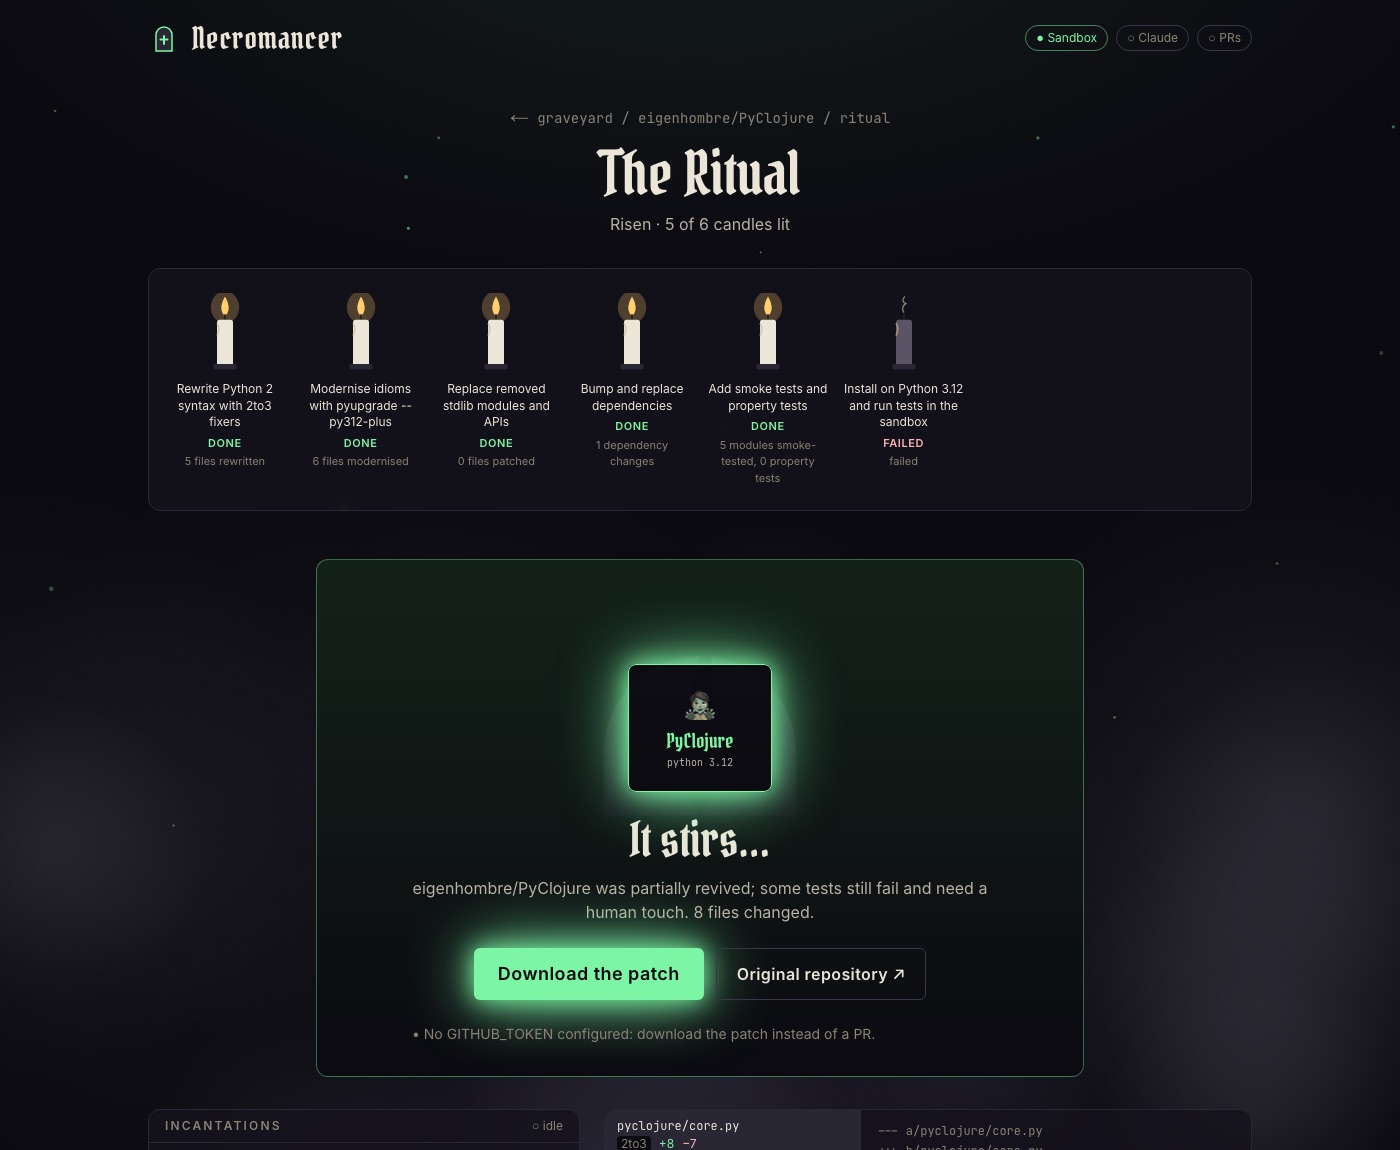 Necromancer
● Sandbox
○ Claude
○ PRs
← graveyard / eigenhombre/PyClojure / ritual
The Ritual
Risen · 5 of 6 candles lit
Rewrite Python 2
syntax with 2to3
fixers
DONE
5 files rewritten
Modernise idioms
with pyupgrade --
py312-plus
DONE
6 files modernised
Replace removed
stdlib modules and
APIs
DONE
0 files patched
Bump and replace
dependencies
DONE
1 dependency
changes
Add smoke tests and
property tests
DONE
5 modules smoke-
tested, 0 property
tests
Install on Python 3.12
and run tests in the
sandbox
FAILED
failed
PyClojure
python 3.12
It stirs...
eigenhombre/PyClojure was partially revived; some tests still fail and need a
human touch. 8 files changed.
Download the patch
Original repository ↗
• No GITHUB_TOKEN configured: download the patch instead of a PR.
INCANTATIONS
○ idle
pyclojure/core.py
2to3 +8 −7
--- a/pyclojure/core.py
+++ b/pyclojure/core.py